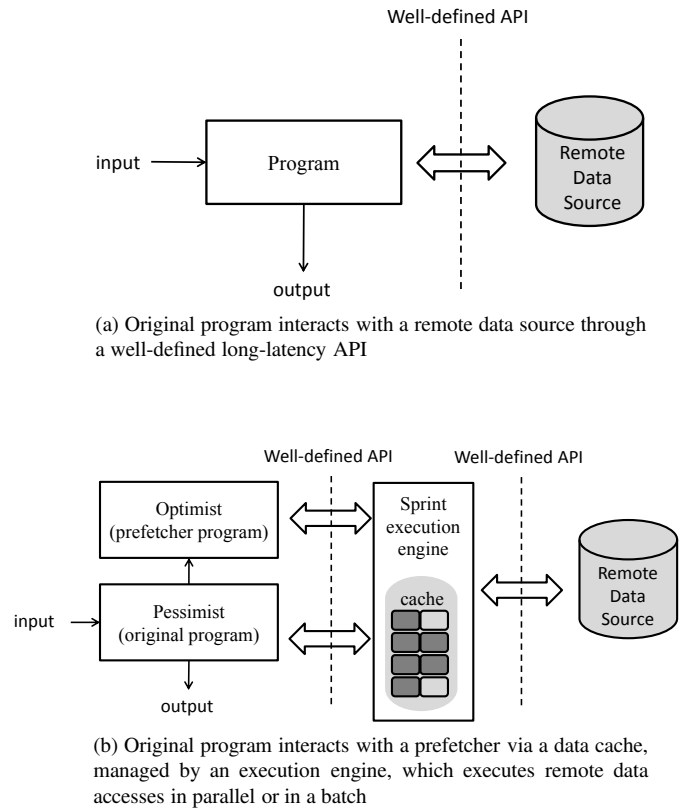 Well-defined API
input
Program
Remote
Data
Source
output
(a) Original program interacts with a remote data source through
a well-defined long-latency API
Well-defined API
Well-defined API
Optimist
(prefetcher program)
Sprint
execution
engine
cache
Remote
Data
Source
input
Pessimist
(original program)
output
(b) Original program interacts with a prefetcher via a data cache,
managed by an execution engine, which executes remote data
accesses in parallel or in a batch